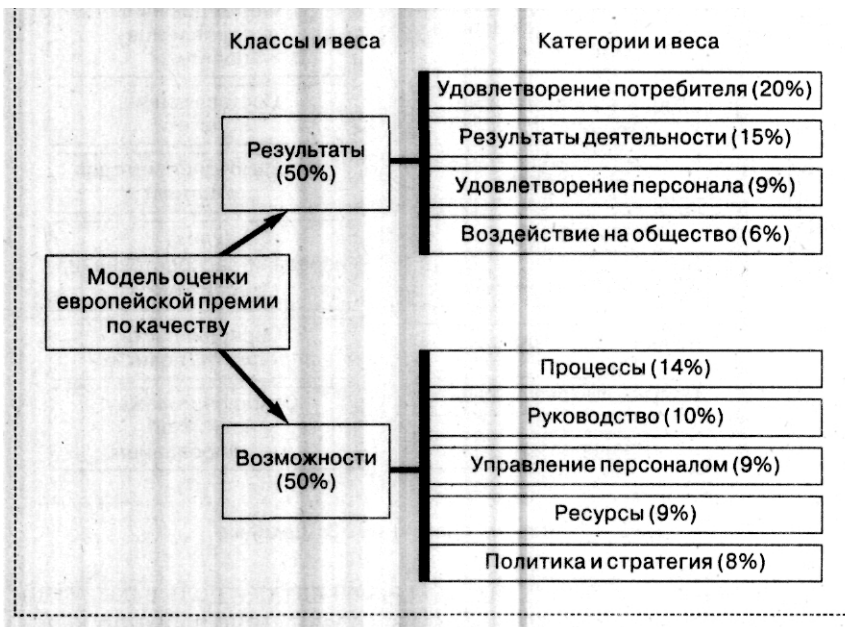 Классы и веса
Категории и веса
Удовлетворение потребителя (20%)
Результаты деятельности (15%)
Удовлетворение персонала (9%)
Воздействие на общество (6%)
Результаты
(50%)
Модель оценки
европейской премии
по качеству
Возможности
(50%)
Процессы (14%)
Руководство (10%)
Управление персоналом (9%)
Ресурсы (9%)
Политика и стратегия (8%)